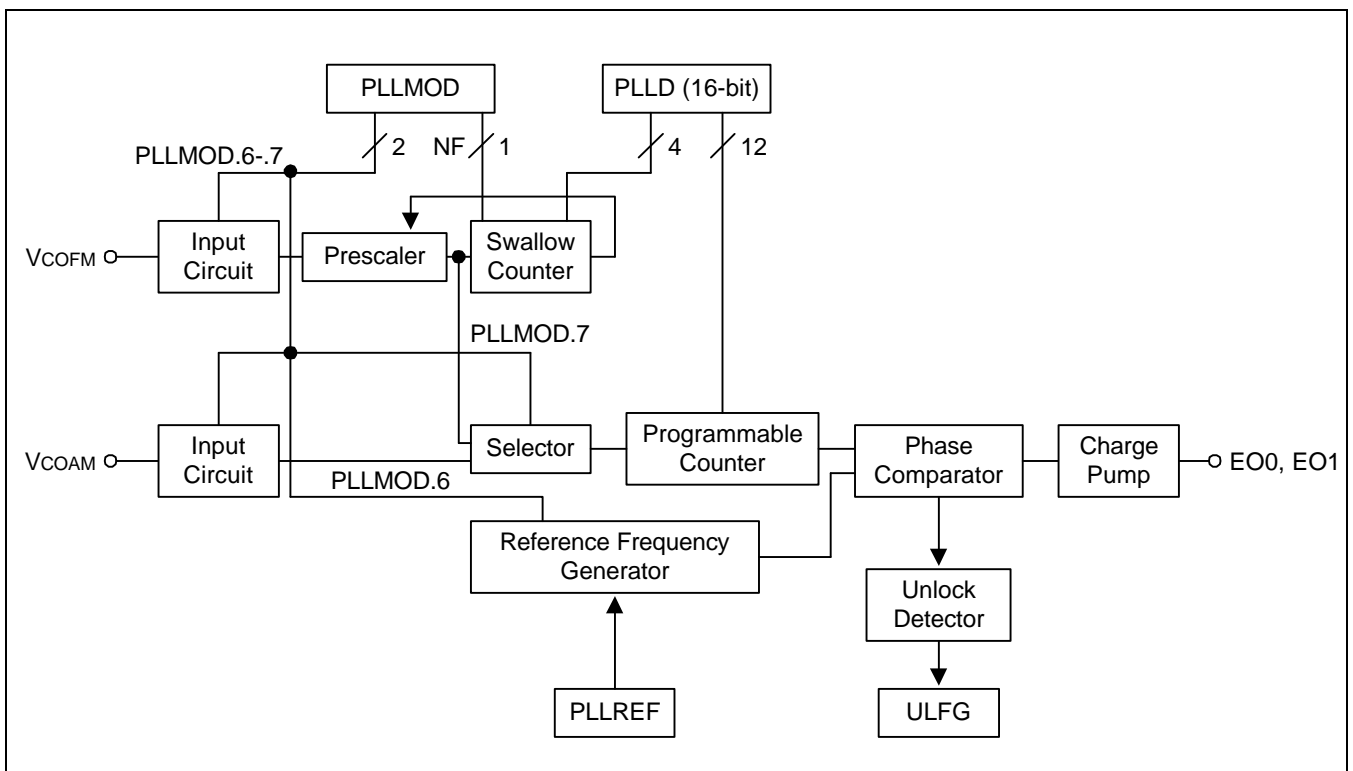 PLLMOD
PLLD (16-bit)
2
NF
1
4
12
PLLMOD.6-.7
VCOFM
Input
Circuit
Prescaler
Swallow
Counter
PLLMOD.7
VCOAM
Input
Circuit
Selector
Programmable
Counter
Phase
Comparator
Charge
Pump
EO0, EO1
PLLMOD.6
Reference Frequency
Generator
Unlock
Detector
PLLREF
ULFG